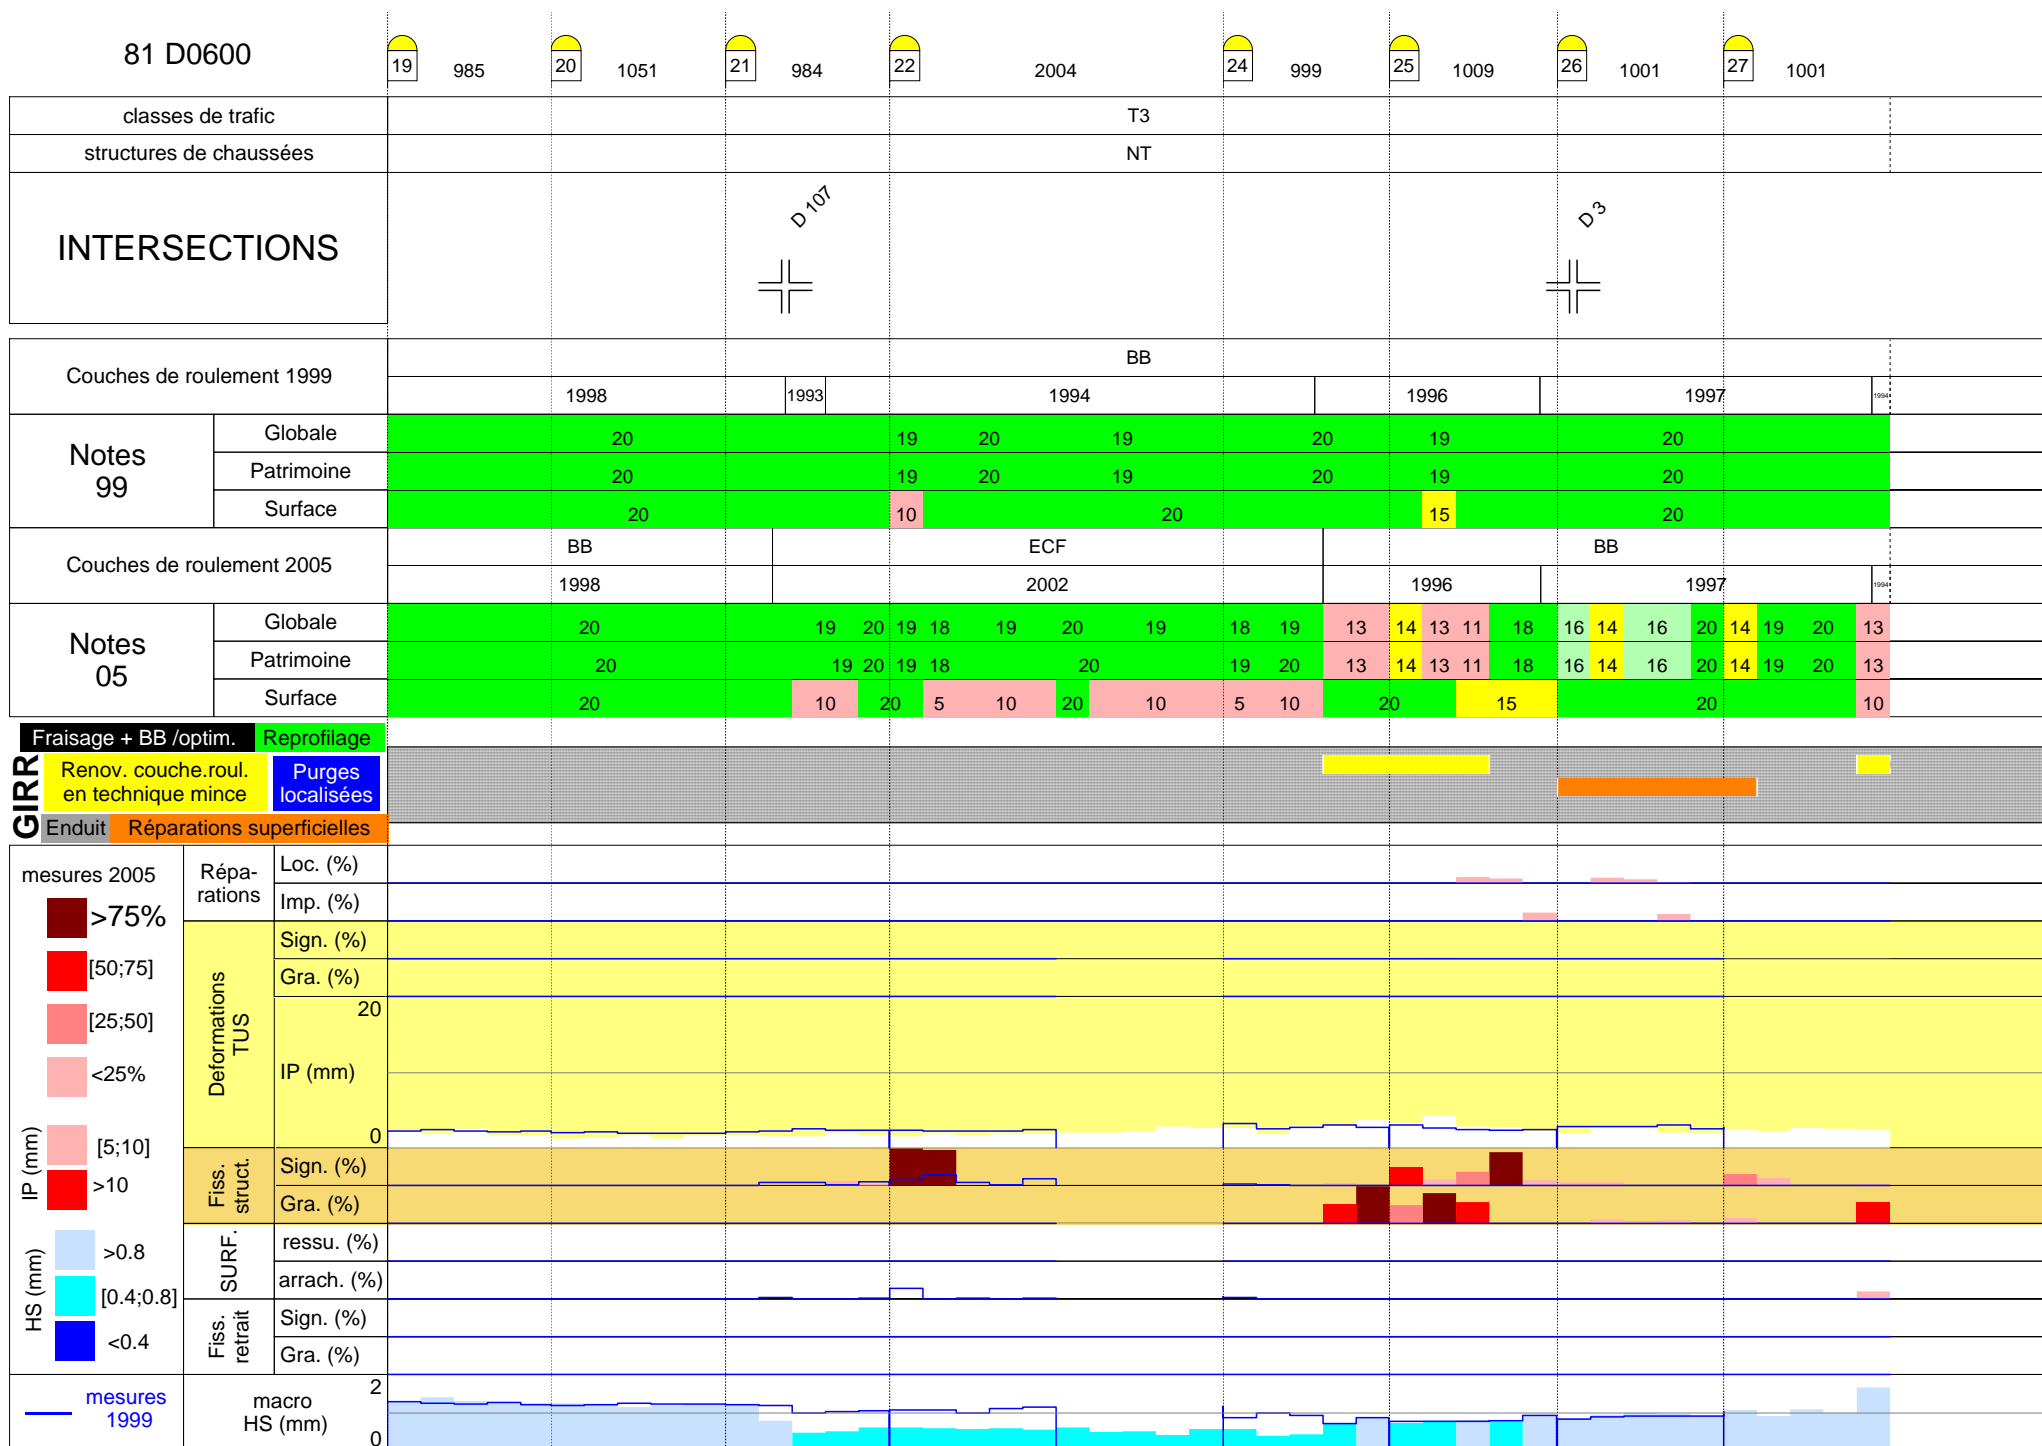 81 D0600
19 985 20 1051 21 984 22 2004 24 999 25 1009 26 1001 27 1001
classes de trafic T3
structures de chaussées NT
INTERSECTIONS D 107 D 3
Couches de roulement 1999 BB
1998 1993 1994 1996 1997 1994
Notes 99
Globale 20 19 20 19 20 19 20
Patrimoine 20 19 20 19 20 19 20
Surface 20 10 20 15 20
Couches de roulement 2005 BB ECF BB
1998 2002 1996 1997 1994
Notes 05
Globale 20 19 20 19 18 19 20 19 18 19 13 14 13 11 18 16 14 16 20 14 19 20 13
Patrimoine 20 19 20 19 18 20 19 20 13 14 13 11 18 16 14 16 20 14 19 20 13
Surface 20 10 20 5 10 20 10 5 10 20 15 20 10
GIRR
Fraisage + BB /optim. Reprofilage
Renov. couche.roul. en technique mince
Purges localisées
Enduit Réparations superficielles
mesures 2005
>75%
[50;75]
[25;50]
<25%
IP (mm)
[5;10]
>10
HS (mm)
>0.8
[0.4;0.8]
<0.4
mesures 1999
Répa-
rations
Loc. (%)
Imp. (%)
Deformations TUS
Sign. (%)
Gra. (%)
20
IP (mm)
0
Fiss. struct.
Sign. (%)
Gra. (%)
SURF.
ressu. (%)
arrach. (%)
Fiss. retrait
Sign. (%)
Gra. (%)
macro HS (mm)
2
0